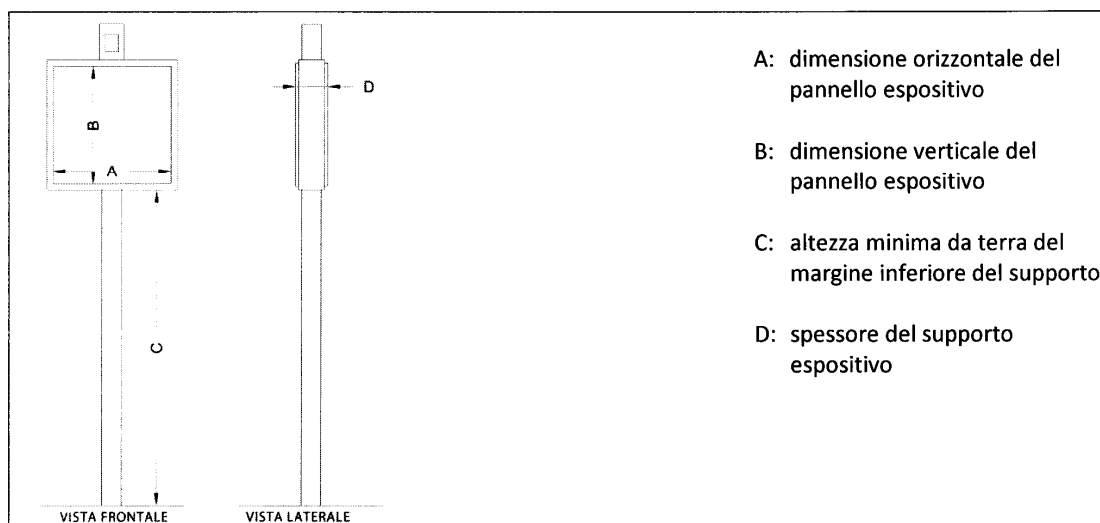 D
B
A
C
VISTA FRONTALE
VISTA LATERALE
A: dimensione orizzontale del
pannello espositivo
B: dimensione verticale del
pannello espositivo
C: altezza minima da terra del
margine inferiore del supporto
D: spessore del supporto
espositivo